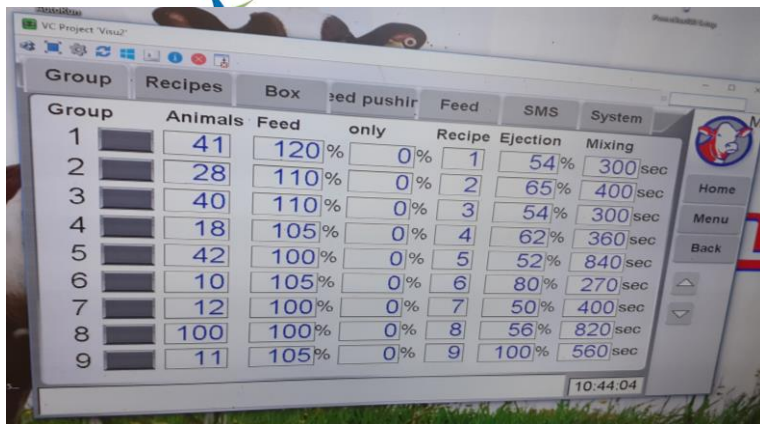 VC Project 'Visu2'
Group Recipes Box eed pushir Feed SMS System
Group Animals Feed only Recipe Ejection Mixing
1 41 120 % 0 % 1 54 % 300 sec
2 28 110 % 0 % 2 65 % 400 sec
3 40 110 % 0 % 3 54 % 300 sec
4 18 105 % 0 % 4 62 % 360 sec
5 42 100 % 0 % 5 52 % 840 sec
6 10 105 % 0 % 6 80 % 270 sec
7 12 100 % 0 % 7 50 % 400 sec
8 100 100 % 0 % 8 56 % 820 sec
9 11 105 % 0 % 9 100 % 560 sec
10:44:04
M
Home
Menu
Back